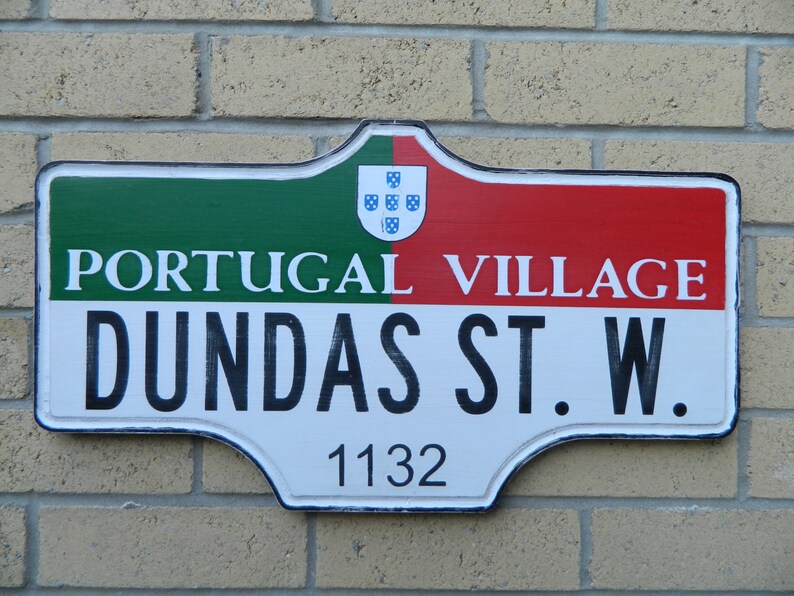 PORTUGAL VILLAGE
DUNDAS ST. W.
1132